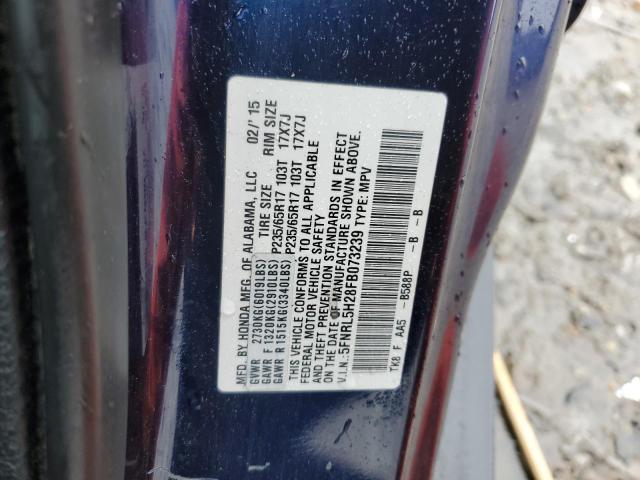 MFD. BY HONDA MFG. OF ALABAMA, LLC 02/'15
GVWR 2730KG(6019LBS) TIRE SIZE RIM SIZE
GAWR F 1320KG(2910LBS) P235/65R17 103T 17X7J
GAWR R 1515KG(3340LBS) P235/65R17 103T 17X7J
THIS VEHICLE CONFORMS TO ALL APPLICABLE
FEDERAL MOTOR VEHICLE SAFETY
AND THEFT PREVENTION STANDARDS IN EFFECT
ON THE DATE OF MANUFACTURE SHOWN ABOVE.
V.I.N.:5FNRL5H28FB073239 TYPE: MPV
TK8 F AA5 -B588P -B -B